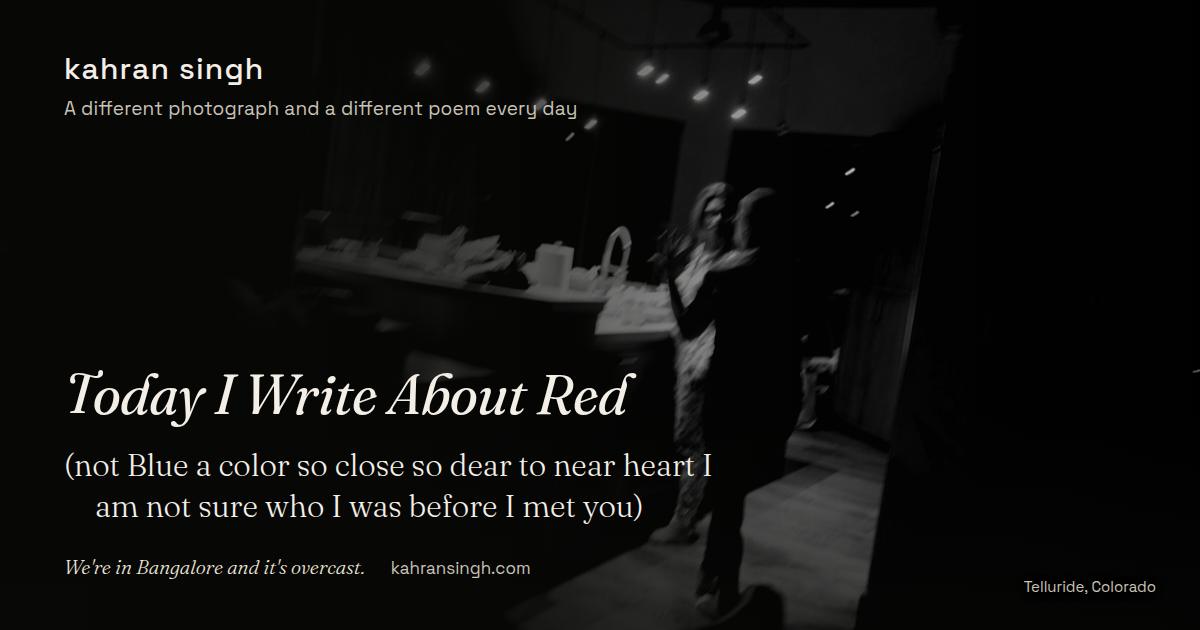 kahran singh
A different photograph and a different poem every day
Today I Write About Red
(not Blue a color so close so dear to near heart I
am not sure who I was before I met you)
We're in Bangalore and it's overcast. kahransingh.com
Telluride, Colorado